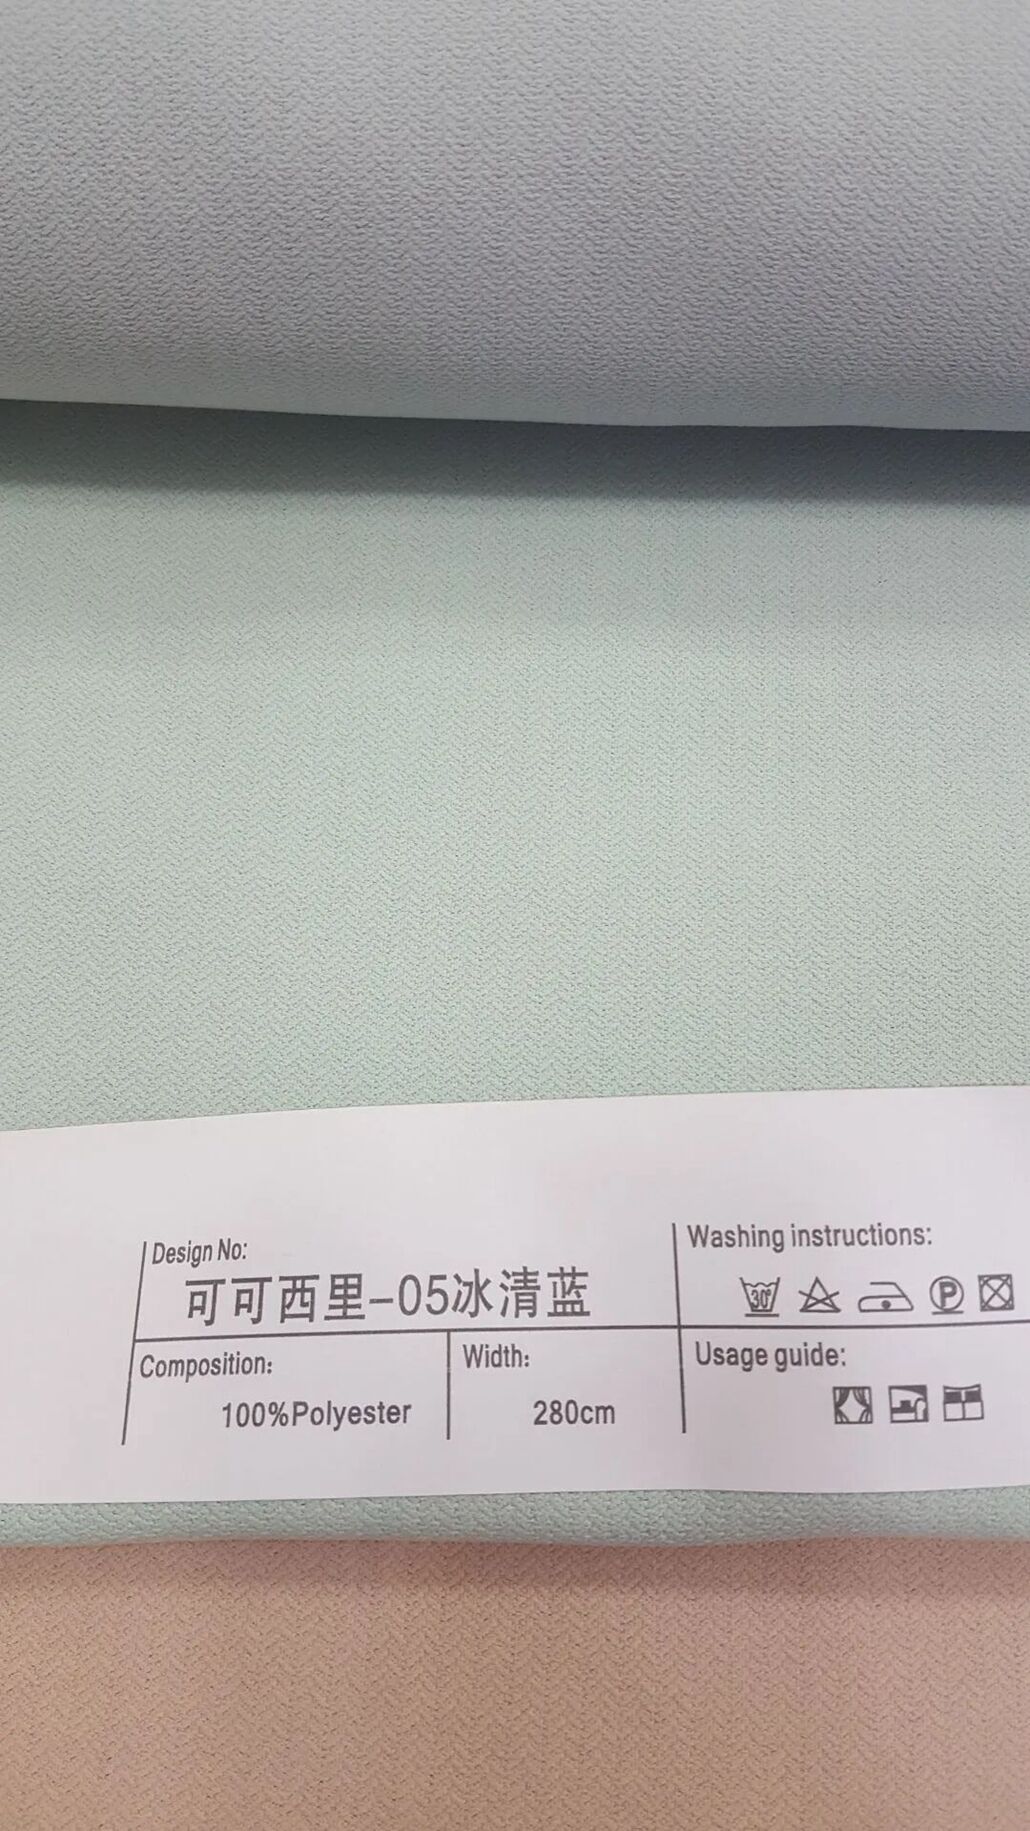 Design No:
可可西里-05冰清蓝
Washing instructions:
30°
P
Composition:
100%Polyester
Width:
280cm
Usage guide: